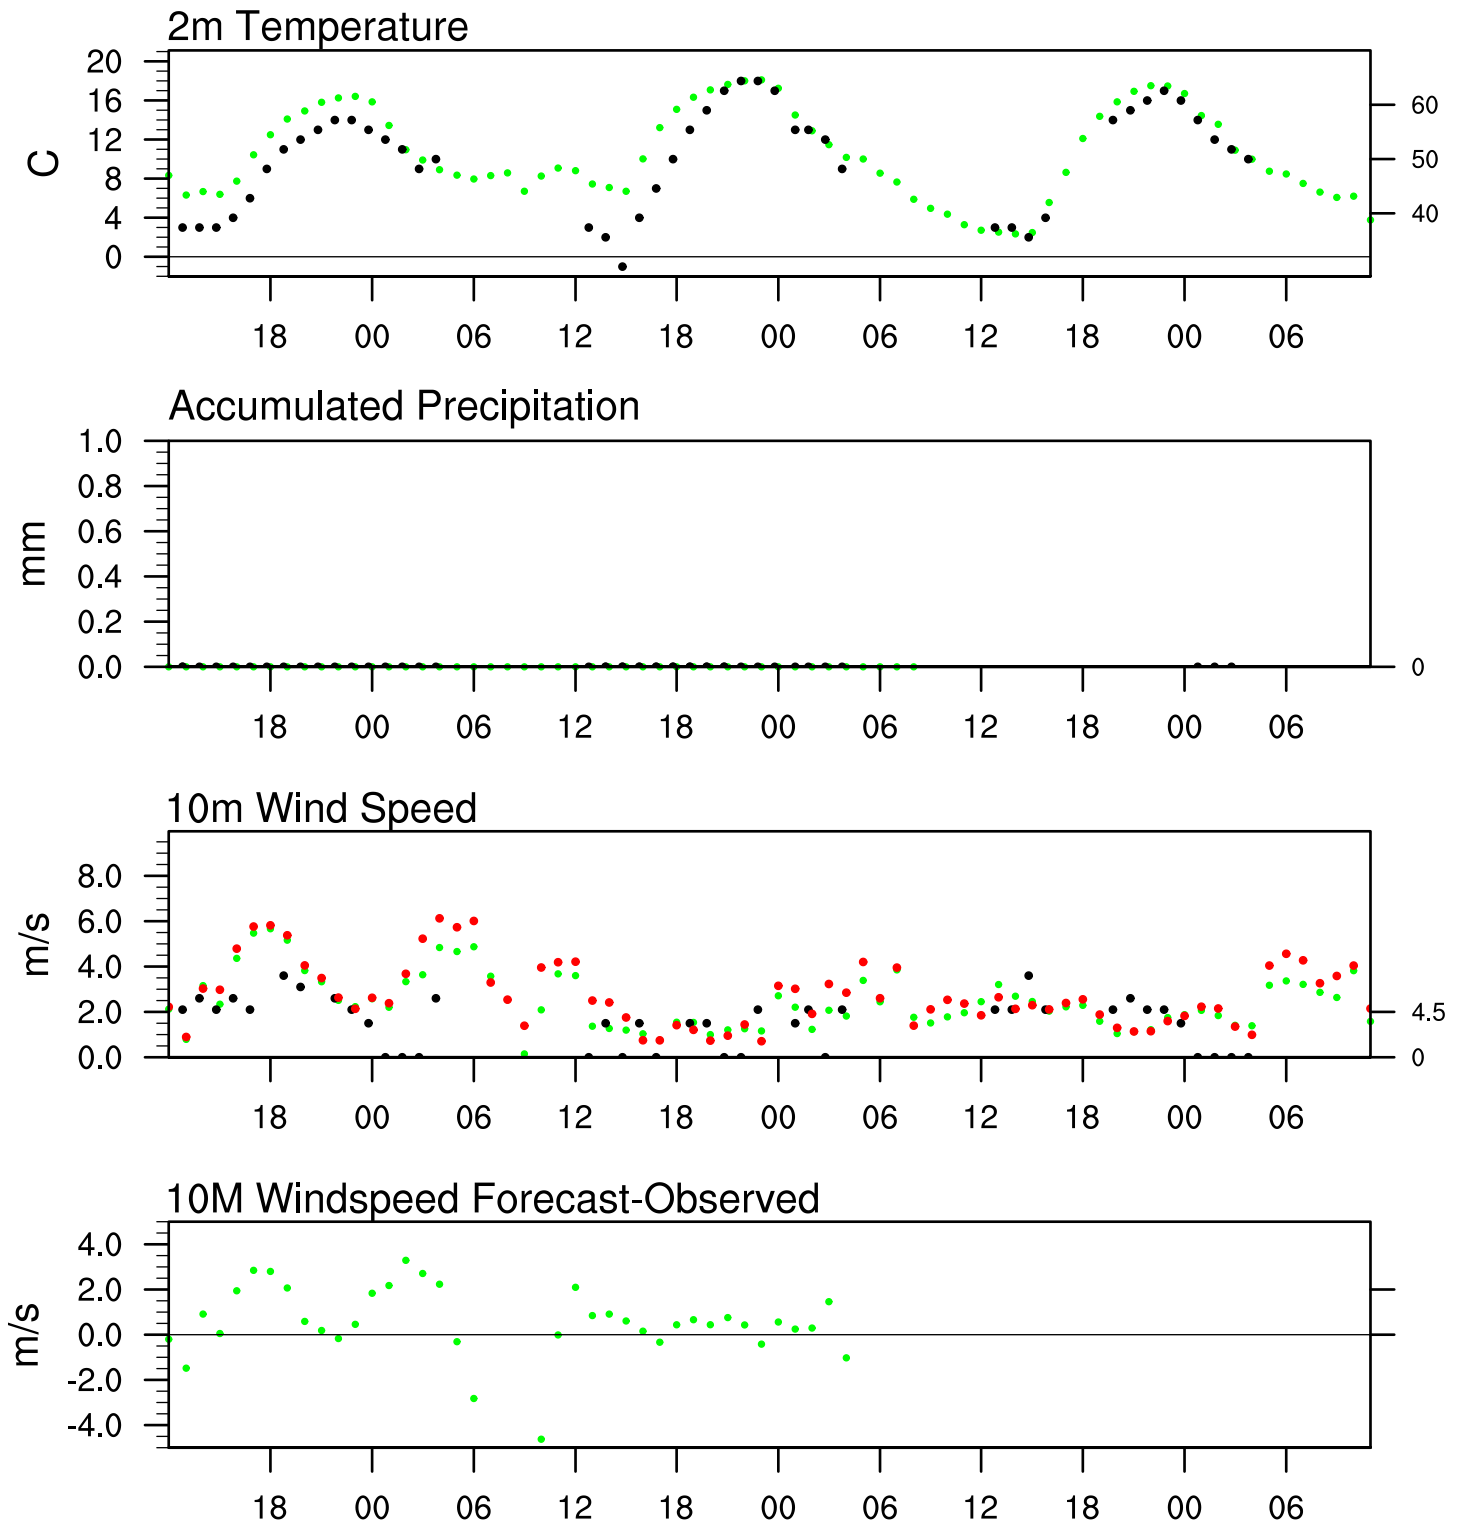 2m Temperature
20
16
12
8
4
0
C
60
50
40
18 00 06 12 18 00 06 12 18 00 06
Accumulated Precipitation
1.0
0.8
0.6
0.4
0.2
0.0
mm
0
18 00 06 12 18 00 06 12 18 00 06
10m Wind Speed
8.0
6.0
4.0
2.0
0.0
m/s
4.5
0
18 00 06 12 18 00 06 12 18 00 06
10M Windspeed Forecast-Observed
4.0
2.0
0.0
-2.0
-4.0
m/s
18 00 06 12 18 00 06 12 18 00 06